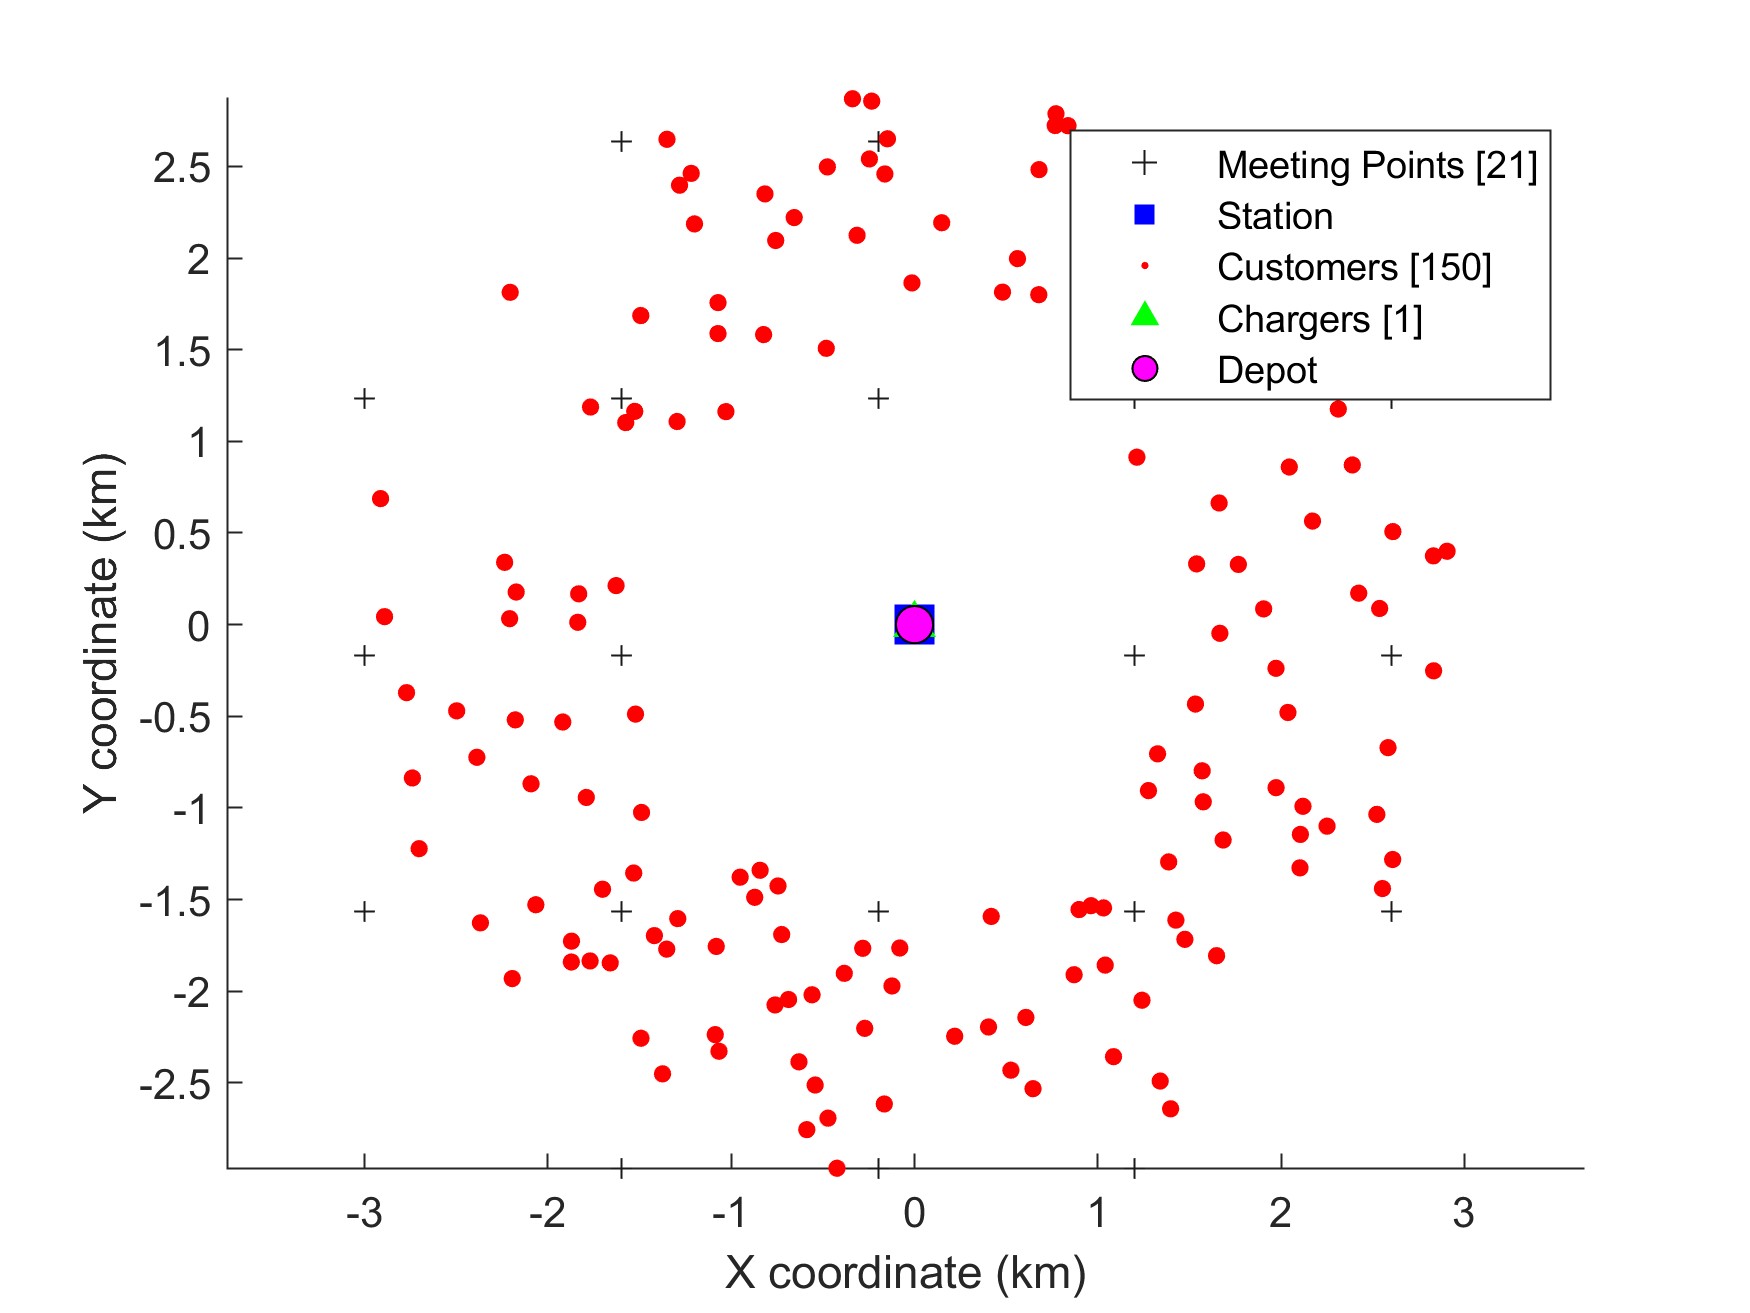 2.5
2
1.5
1
0.5
0
-0.5
-1
-1.5
-2
-2.5
Y coordinate (km)
Meeting Points [21]
Station
Customers [150]
Chargers [1]
Depot
-3 -2 -1 0 1 2 3
X coordinate (km)